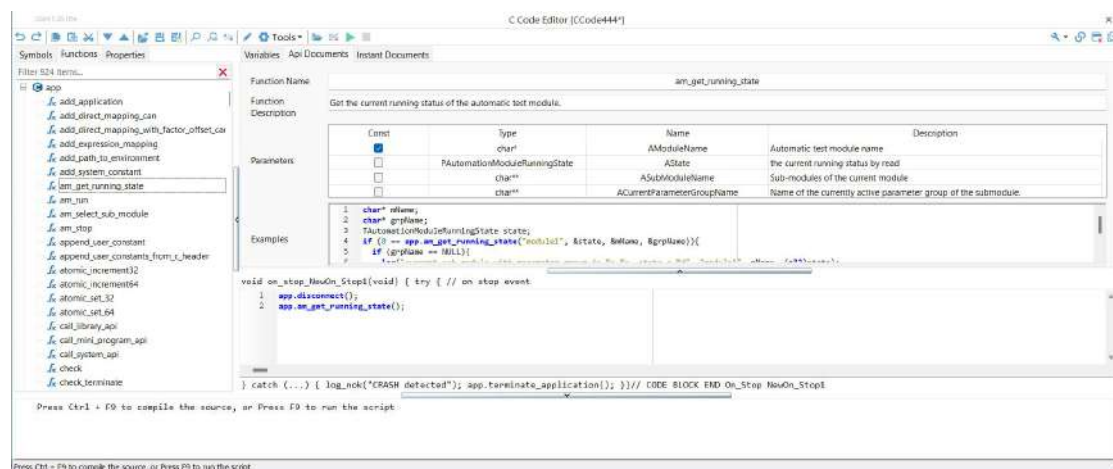 C Code Editor [CCode444*]
Tools
Symbols Functions Properties
Variables Api Documents Instant Documents
Filter 924 items...
app
add_application
add_direct_mapping_can
add_direct_mapping_with_factor_offset_can
add_expression_mapping
add_path_to_environment
add_system_constant
am_get_running_state
am_run
am_select_sub_module
am_stop
append_user_constant
append_user_constants_from_c_header
atomic_increment32
atomic_increment64
atomic_set_32
atomic_set_64
call_library_api
call_mini_program_api
call_system_api
check
check_terminate
Function Name am_get_running_state
Function Description Get the current running status of the automatic test module.
Parameters
Const Type Name Description
char* AModuleName Automatic test module name
PAutomationModuleRunningState AState the current running status by read
char** ASubModuleName Sub-modules of the current module
char** ACurrentParameterGroupName Name of the currently active parameter group of the submodule.
Examples
1 char* mName;
2 char* grpName;
3 TAutomationModuleRunningState state;
4 if (0 == app.am_get_running_state("module1", &state, &mName, &grpName)){
5 if (grpName == NULL){
void on_stop_NewOn_Stop1(void) { try { // on stop event
1 app.disconnect();
2 app.am_get_running_state();
} catch (...) { log_nok("CRASH detected"); app.terminate_application(); }}// CODE BLOCK END On_Stop NewOn_Stop1
Press Ctrl + F9 to compile the source, or Press F9 to run the script
Press Ctrl + F9 to compile the source, or Press F9 to run the script